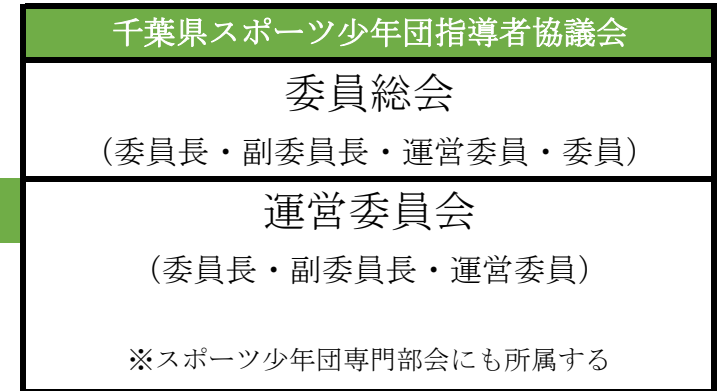 千葉県スポーツ少年団指導者協議会
委員総会
（委員長・副委員長・運営委員・委員）
運営委員会
（委員長・副委員長・運営委員）
※スポーツ少年団専門部会にも所属する